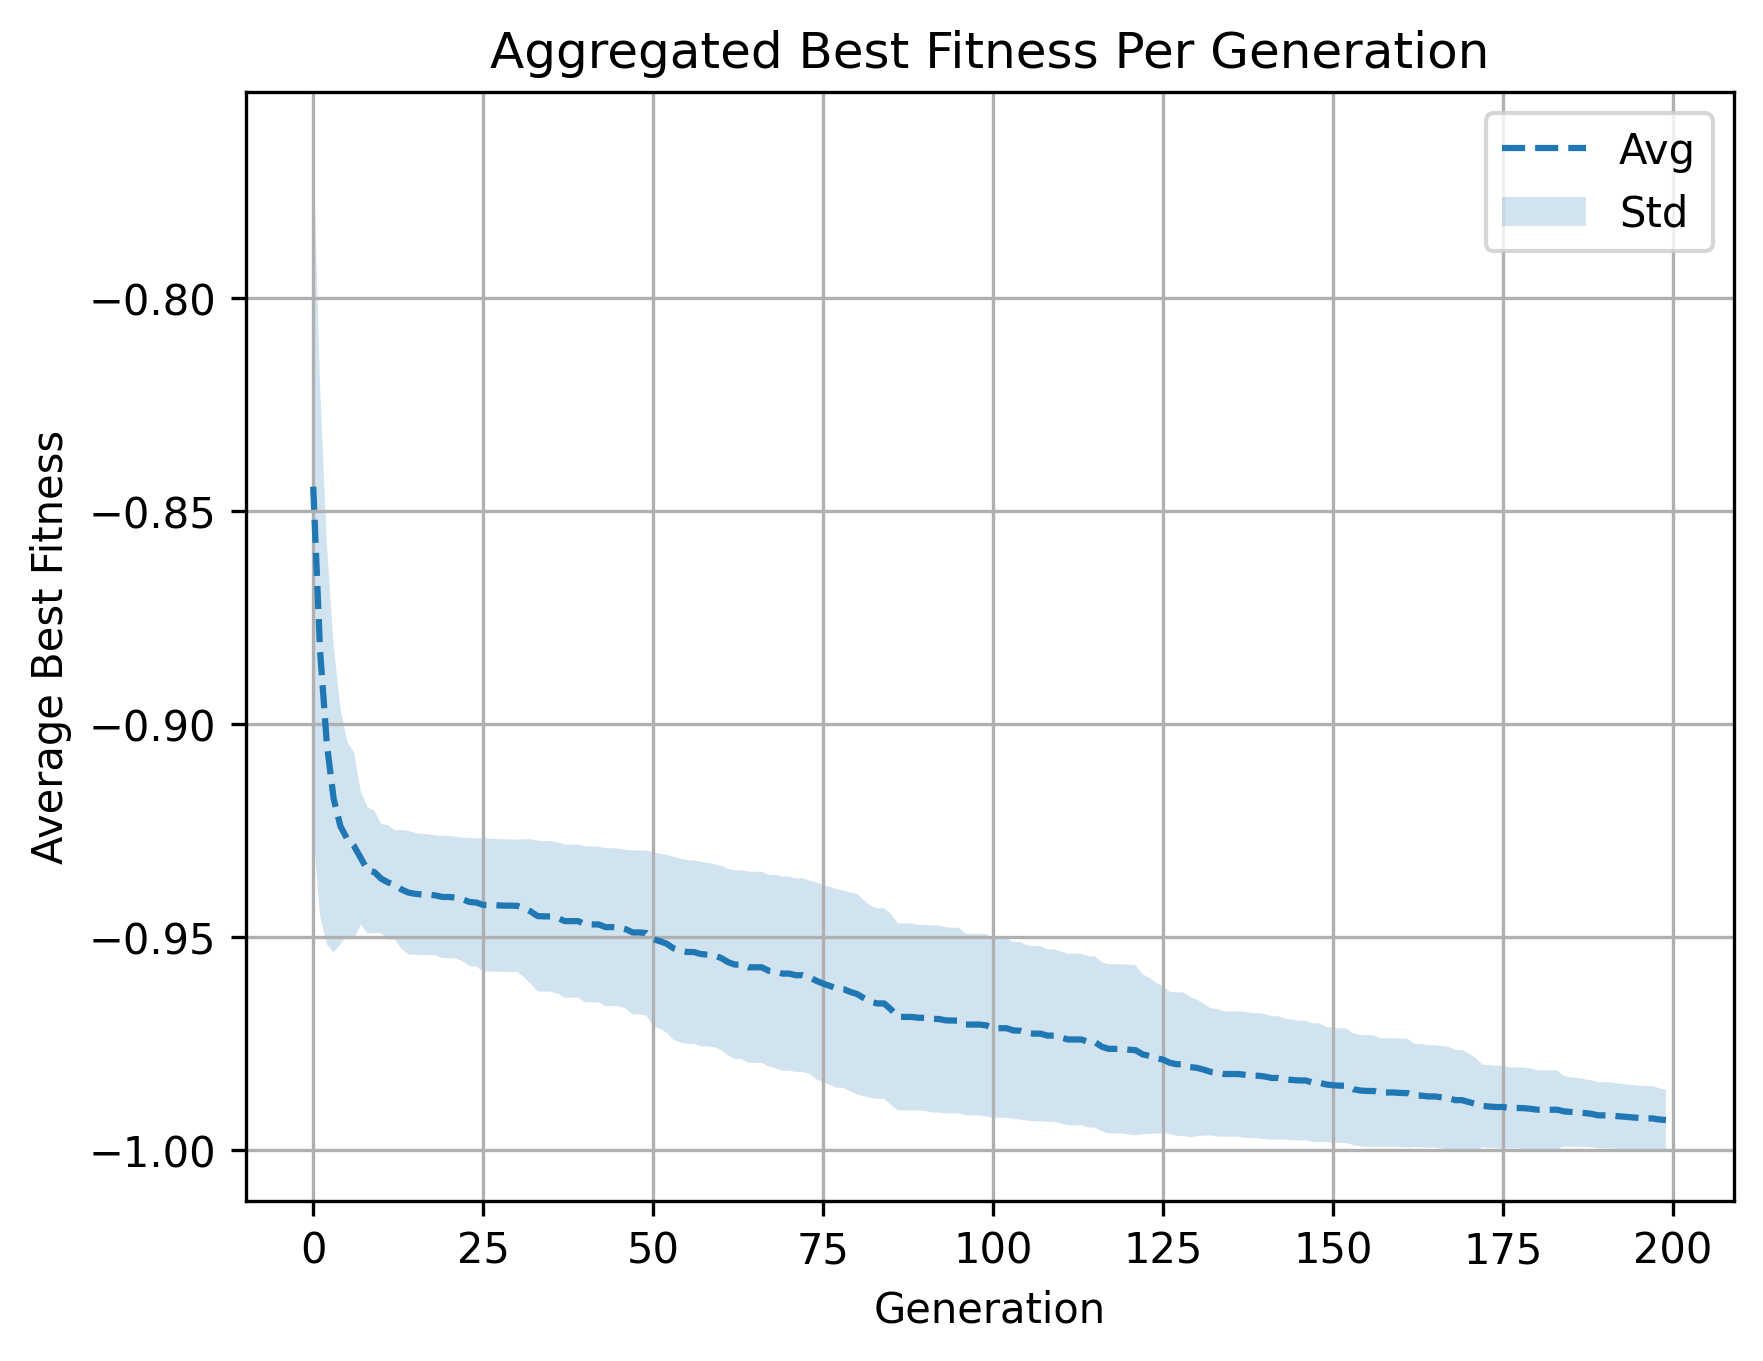 Aggregated Best Fitness Per Generation
Avg
Std
−0.80
−0.85
−0.90
−0.95
−1.00
Average Best Fitness
0 25 50 75 100 125 150 175 200
Generation